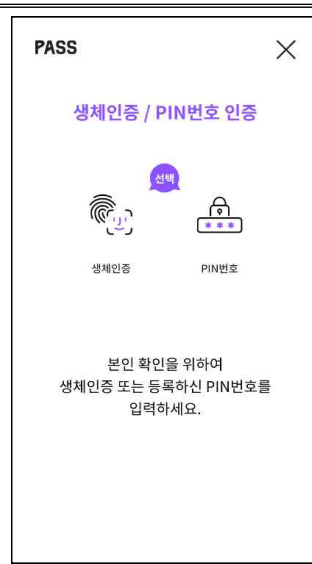 PASS
생체인증 / PIN번호 인증
선택
생체인증
PIN번호
본인 확인을 위하여
생체인증 또는 등록하신 PIN번호를
입력하세요.